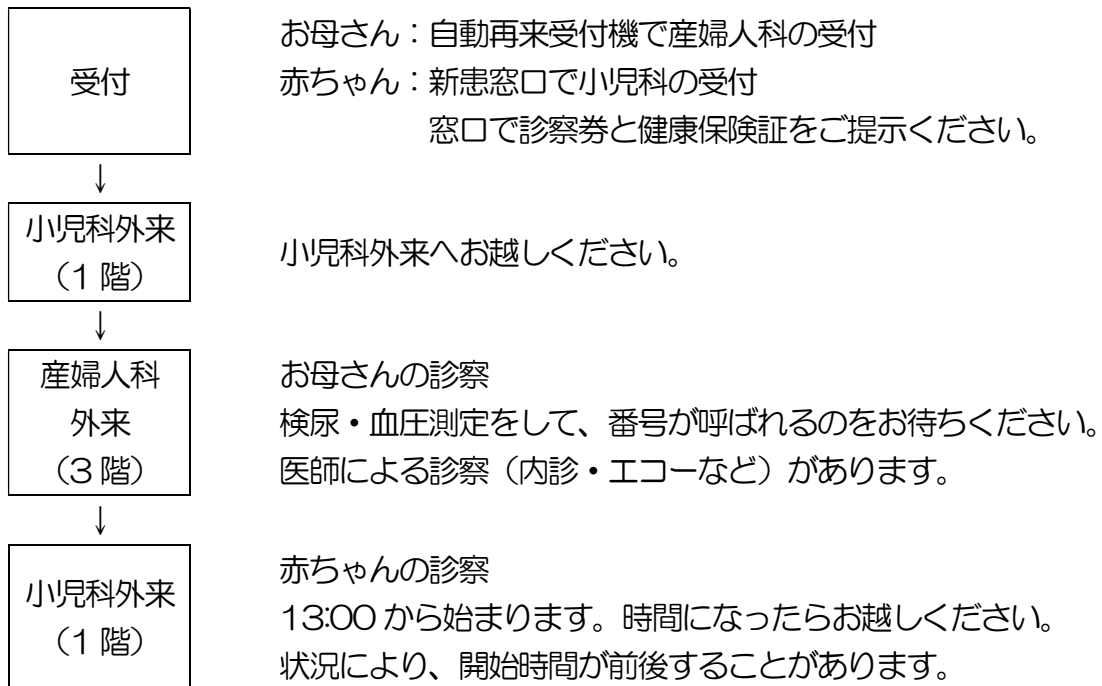 受付
お母さん：自動再来受付機で産婦人科の受付
赤ちゃん：新患窓口で小児科の受付
窓口で診察券と健康保険証をご提示ください。
↓
小児科外来
（1階）
小児科外来へお越しください。
↓
産婦人科
外来
（3階）
お母さんの診察
検尿・血圧測定をして、番号が呼ばれるのをお待ちください。
医師による診察（内診・エコーなど）があります。
↓
小児科外来
（1階）
赤ちゃんの診察
13:00から始まります。時間になったらお越しください。
状況により、開始時間が前後することがあります。